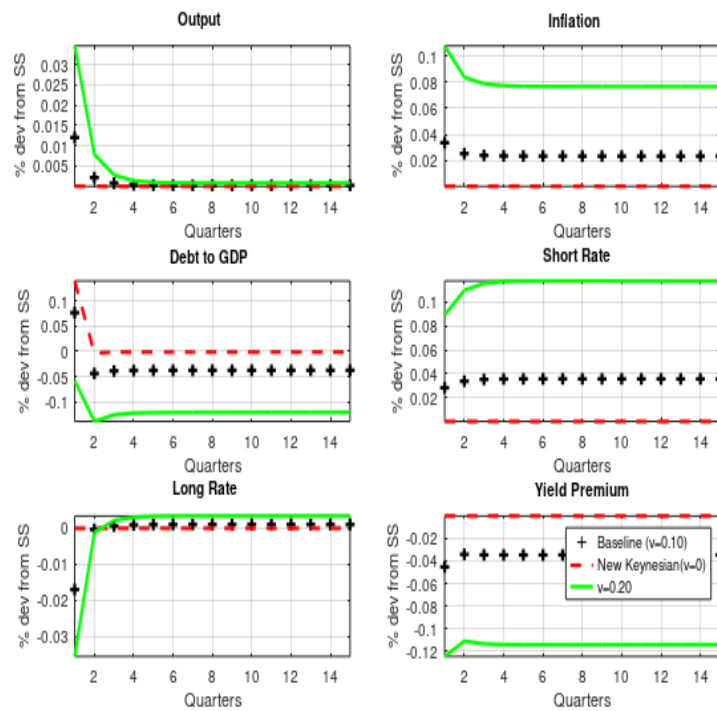 Output
% dev from SS
0.03
0.025
0.02
0.015
0.01
0.005
2 4 6 8 10 12 14
Quarters
Inflation
% dev from SS
0.1
0.08
0.06
0.04
0.02
2 4 6 8 10 12 14
Quarters
Debt to GDP
% dev from SS
0.1
0.05
0
-0.05
-0.1
2 4 6 8 10 12 14
Quarters
Short Rate
% dev from SS
0.1
0.08
0.06
0.04
0.02
2 4 6 8 10 12 14
Quarters
Long Rate
% dev from SS
0
-0.01
-0.02
-0.03
2 4 6 8 10 12 14
Quarters
Yield Premium
% dev from SS
-0.02
-0.04
-0.06
-0.08
-0.1
-0.12
2 4 6 8 10 12 14
Quarters
Baseline (v=0.10)
New Keynesian(v=0)
v=0.20